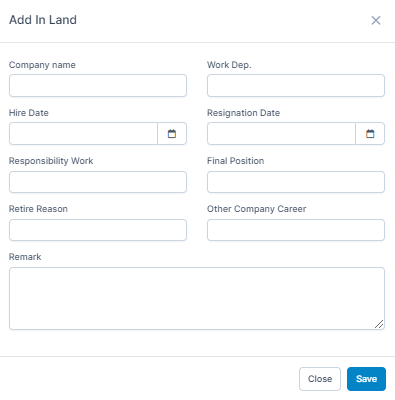 Add In Land
Company name
Work Dep.
Hire Date
Resignation Date
Responsibility Work
Final Position
Retire Reason
Other Company Career
Remark
Close
Save